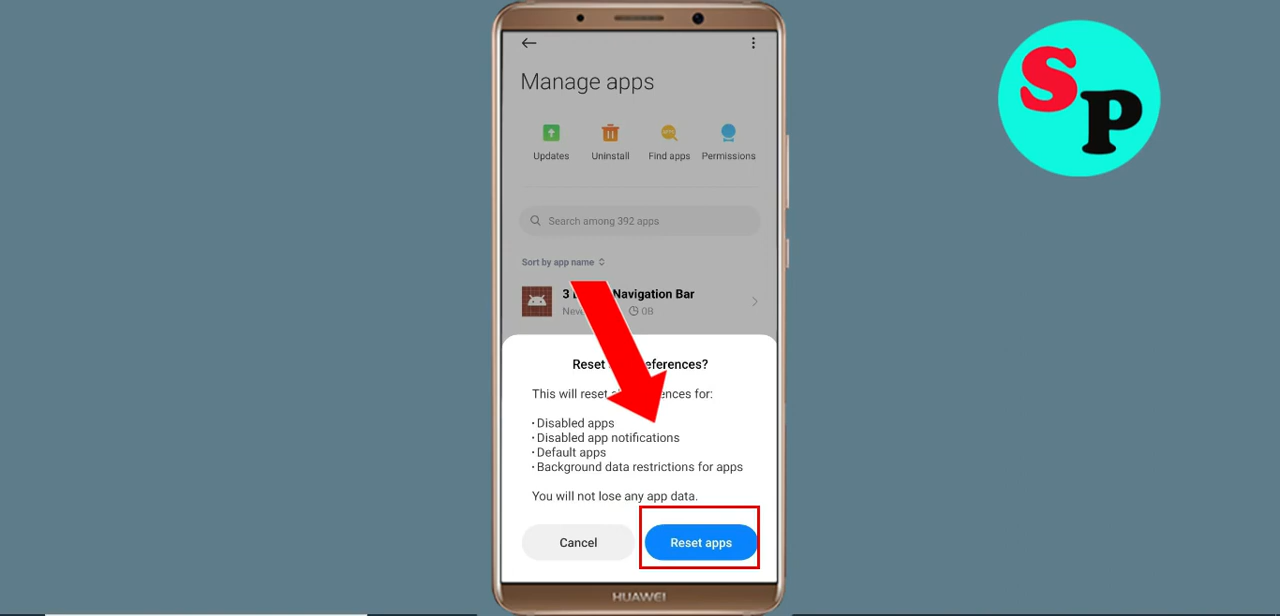 Manage apps
Updates Uninstall Find apps Permissions
Search among 392 apps
Sort by app name
3 Navigation Bar
08
Reset
This will reset for:
· Disabled apps
· Disabled app notifications
· Default apps
· Background data restrictions for apps
You will not lose any app data.
Cancel Reset apps
HUAWEI
SP